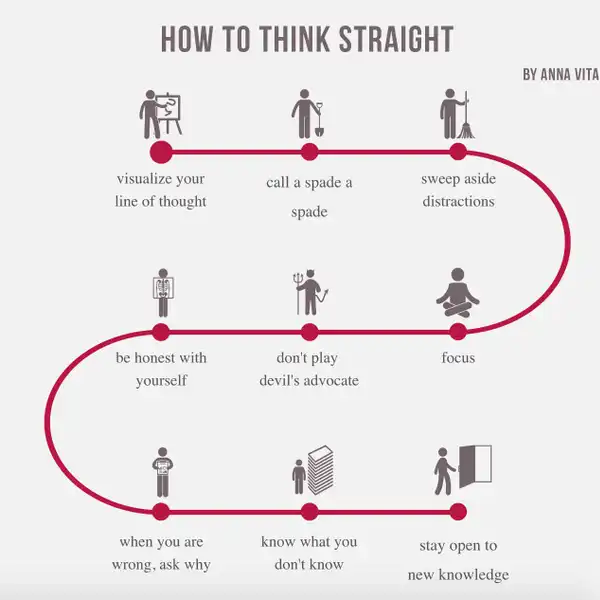 HOW TO THINK STRAIGHT
BY ANNA VITA
visualize your
line of thought
call a spade a
spade
sweep aside
distractions
focus
don't play
devil's advocate
be honest with
yourself
when you are
wrong, ask why
know what you
don't know
stay open to
new knowledge